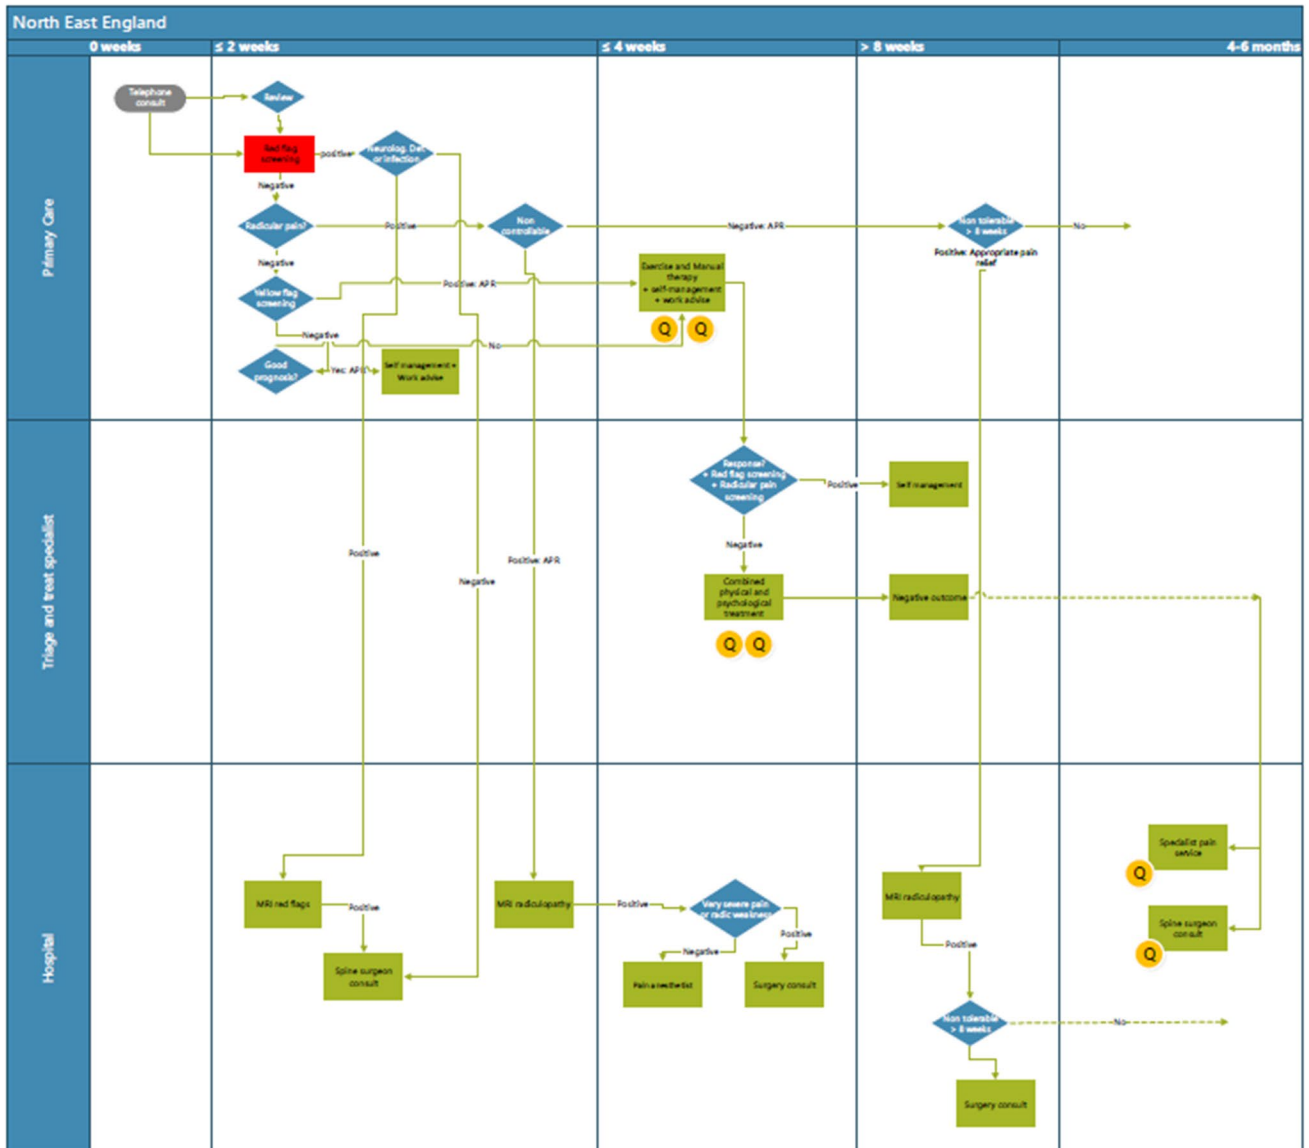 North East England
0 weeks
≤ 2 weeks
≤ 4 weeks
> 8 weeks
4-6 months
Primary Care
Telephone
consult
Review
Red flag
screening
positive
Neurolog. Def.
or infection
Negative
Radicular pain?
Positive
Non
controllable
Negative: APR
Non tolerable
> 8 weeks
No
Positive: Appropriate pain
relief
Negative
Yellow flag
screening
Positive: APR
Exercise and Manual
therapy
+ self-management
+ work advise
Q Q
Negative
No
Good
prognosis?
Yes: APR
Self management +
Work advise
Triage and treat specialist
Response?
+ Red flag screening
+ Radicular pain
screening
Positive
Self management
Negative
Positive
Positive: APR
Negative
Combined
physical and
psychological
treatment
Negative outcome
Q Q
Hospital
Specialist pain
service
Q
MRI red flags
Positive
MRI radiculopathy
Positive
Very severe pain
or radic weakness
MRI radiculopathy
Spine surgeon
consult
Q
Positive
Negative
Positive
Spine surgeon
consult
Pain anesthetist
Surgery consult
Non tolerable
> 8 weeks
No
Surgery consult